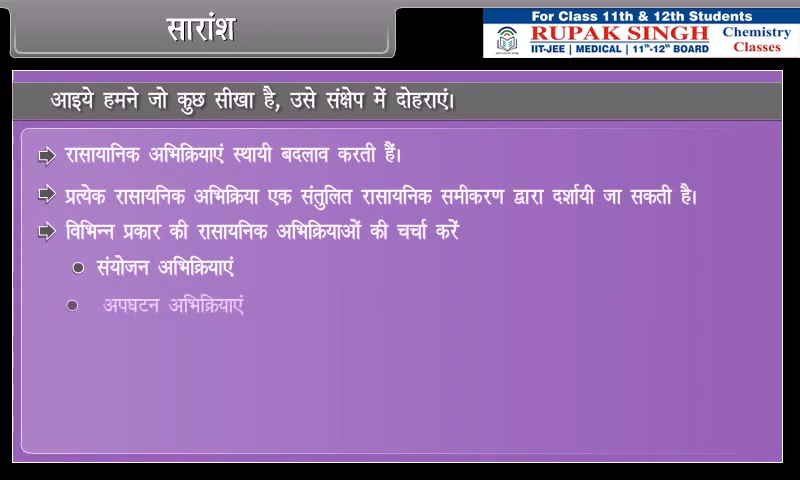 सारांश
For Class 11th & 12th Students
RUPAK SINGH
IIT-JEE | MEDICAL | 11th-12th BOARD
Chemistry
Classes
आइये हमने जो कुछ सीखा है, उसे संक्षेप में दोहराएं।
रासायानिक अभिक्रियाएं स्थायी बदलाव करती हैं।
प्रत्येक रासायनिक अभिक्रिया एक संतुलित रासायनिक समीकरण द्वारा दर्शायी जा सकती है।
विभिन्न प्रकार की रासायनिक अभिक्रियाओं की चर्चा करें
संयोजन अभिक्रियाएं
अपघटन अभिक्रियाएं